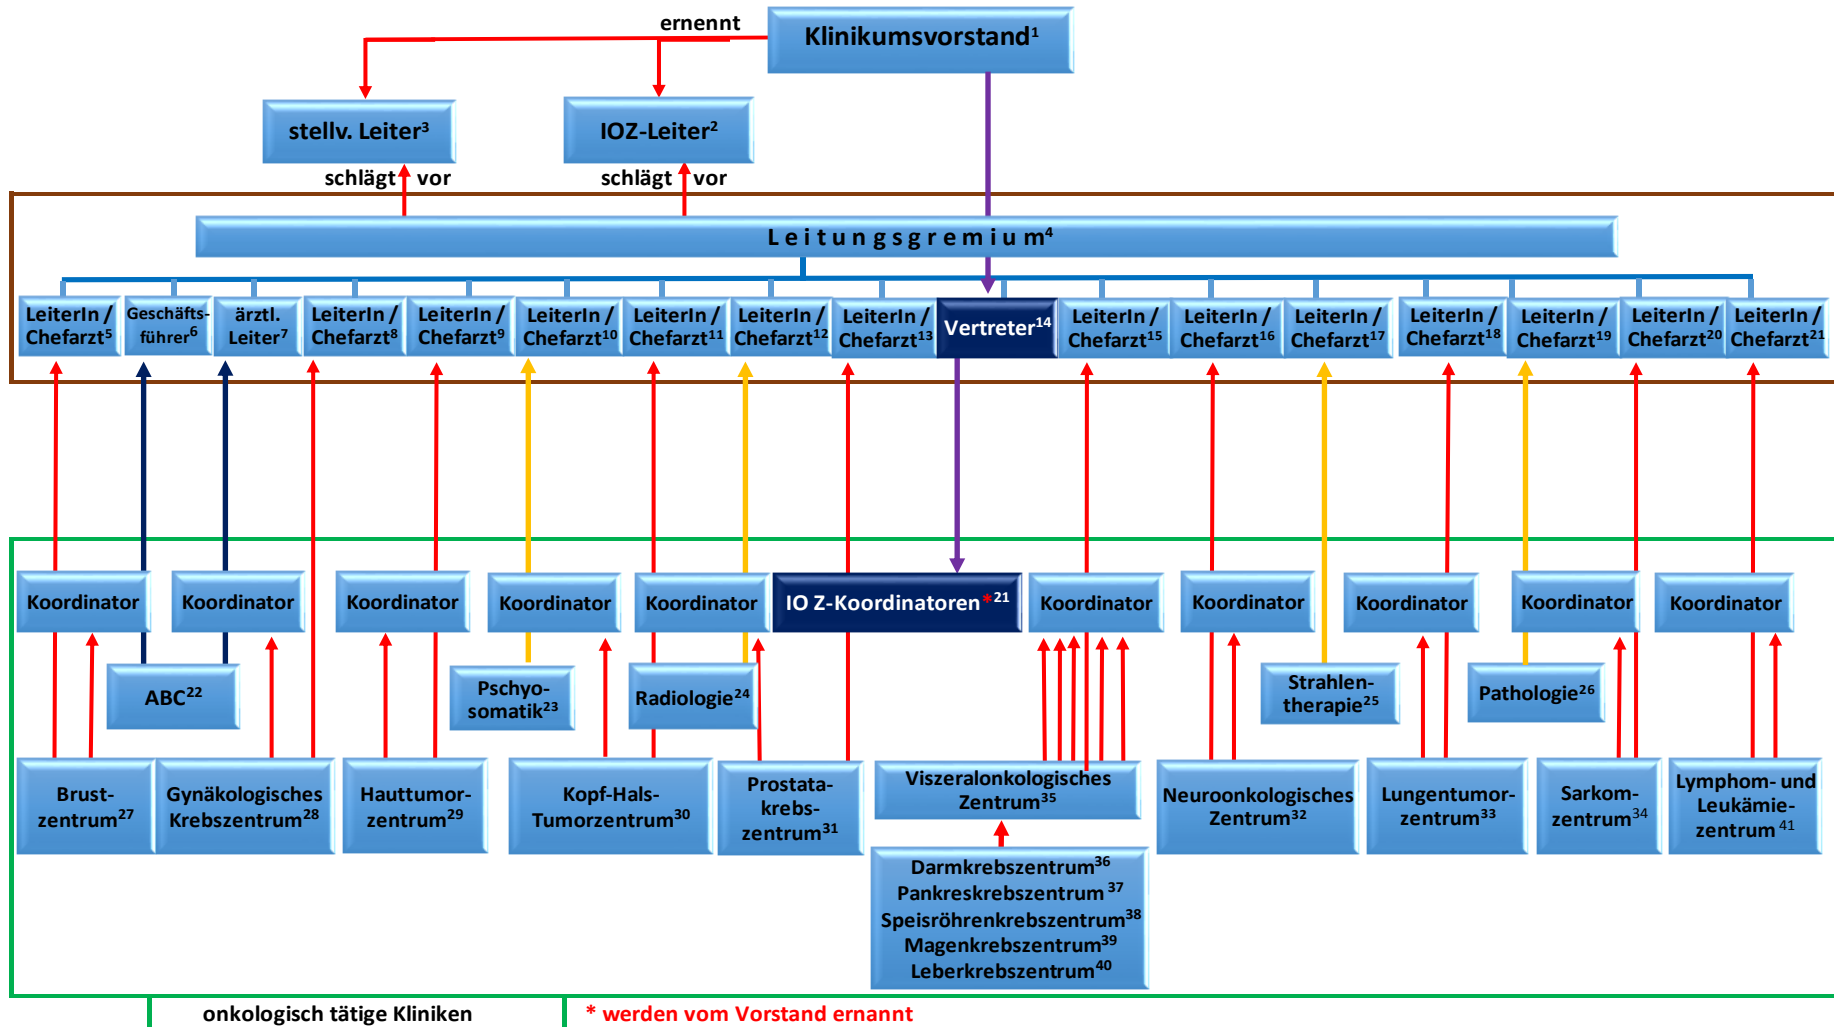 ernennt
Klinikumsvorstand¹
stellv. Leiter³
IOZ-Leiter²
schlägt vor
schlägt vor
Leitungsgremium⁴
LeiterIn /
Chefarzt⁵
Geschäfts-
führer⁶
ärztl.
Leiter⁷
LeiterIn /
Chefarzt⁸
LeiterIn /
Chefarzt⁹
LeiterIn /
Chefarzt¹⁰
LeiterIn /
Chefarzt¹¹
LeiterIn /
Chefarzt¹²
LeiterIn /
Chefarzt¹³
Vertreter¹⁴
LeiterIn /
Chefarzt¹⁵
LeiterIn /
Chefarzt¹⁶
LeiterIn /
Chefarzt¹⁷
LeiterIn /
Chefarzt¹⁸
LeiterIn /
Chefarzt¹⁹
LeiterIn /
Chefarzt²⁰
LeiterIn /
Chefarzt²¹
Koordinator
Koordinator
Koordinator
Koordinator
Koordinator
IO Z-Koordinatoren*²¹
Koordinator
Koordinator
Koordinator
Koordinator
Koordinator
ABC²²
Pschyo-
somatik²³
Radiologie²⁴
Strahlen-
therapie²⁵
Pathologie²⁶
Brust-
zentrum²⁷
Gynäkologisches
Krebszentrum²⁸
Hauttumor-
zentrum²⁹
Kopf-Hals-
Tumorzentrum³⁰
Prostata-
krebs-
zentrum³¹
Viszeralonkologisches
Zentrum³⁵
Neuroonkologisches
Zentrum³²
Lungentumor-
zentrum³³
Sarkom-
zentrum³⁴
Lymphom- und
Leukämie-
zentrum ⁴¹
Darmkrebszentrum³⁶
Pankreskrebszentrum ³⁷
Speisröhrenkrebszentrum³⁸
Magenkrebszentrum³⁹
Leberkrebszentrum⁴⁰
onkologisch tätige Kliniken
* werden vom Vorstand ernannt